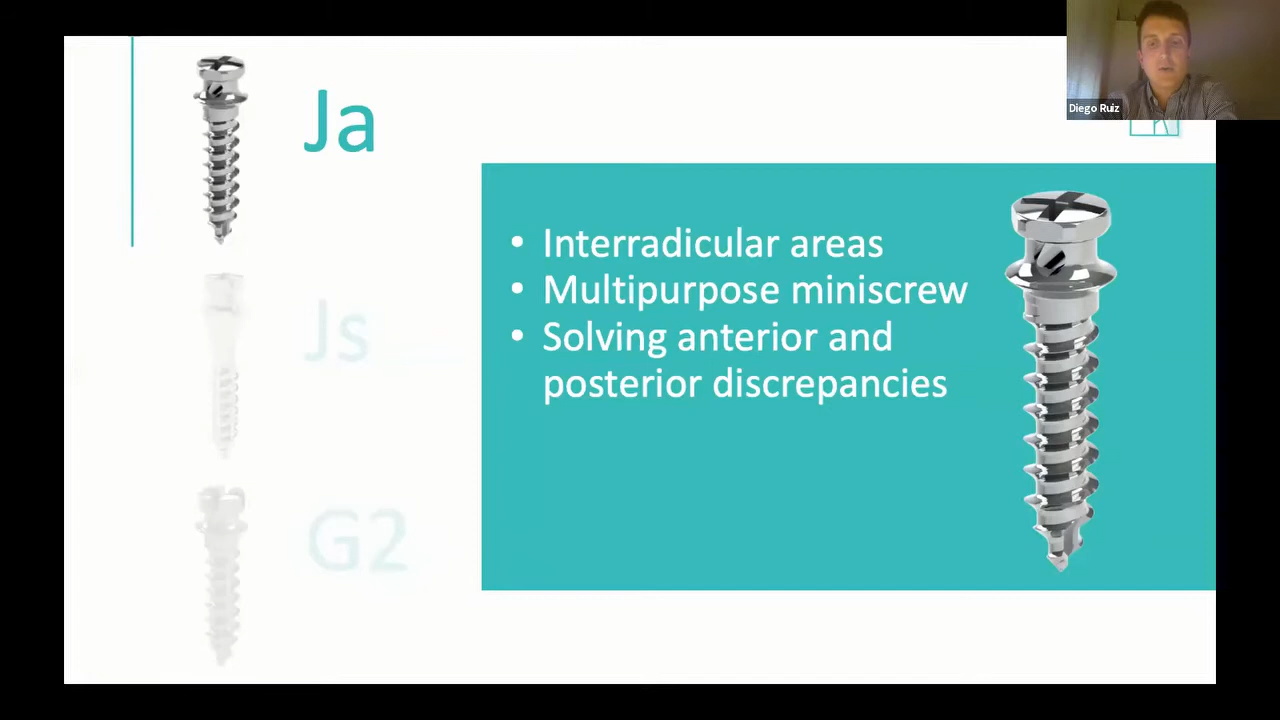 Diego Ruiz
Ja
• Interradicular areas
• Multipurpose miniscrew
• Solving anterior and
posterior discrepancies
Js
G2